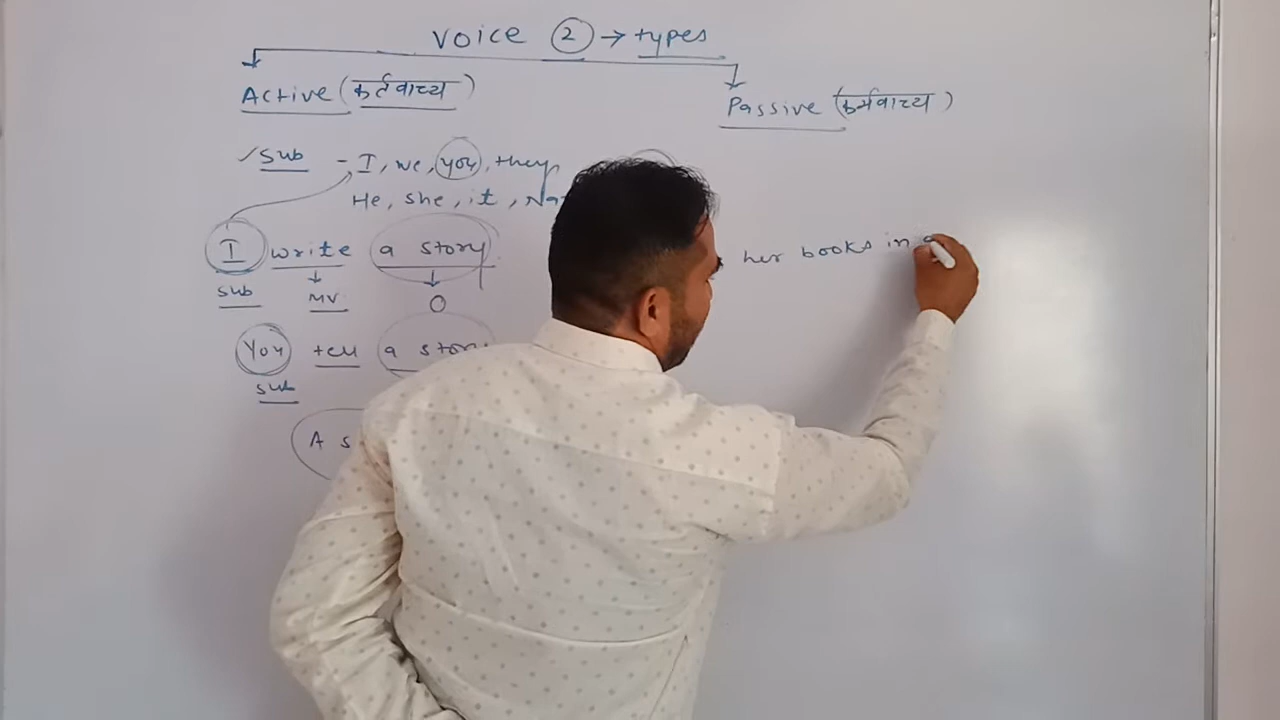 Voice 2 → types
Active (कर्तवाच्य)
Passive (कर्मवाच्य)
✓ Sub - I, we, you, they
He, she, it,
I write a story
sub MV O
her books in
You tell a story
sub
A